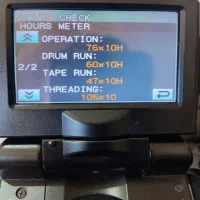 CHECK
HOURS METER
OPERATION:
76x10H
DRUM RUN:
2/2
60x10H
TAPE RUN:
47x10H
THREADING:
105x10